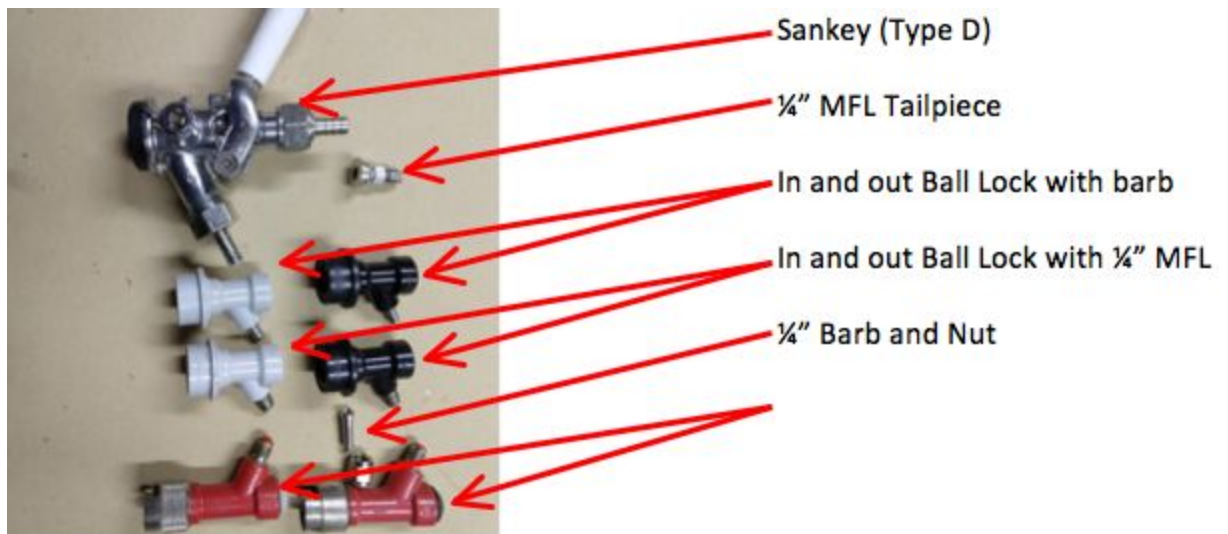 Sankey (Type D)
¼” MFL Tailpiece
In and out Ball Lock with barb
In and out Ball Lock with ¼” MFL
¼” Barb and Nut